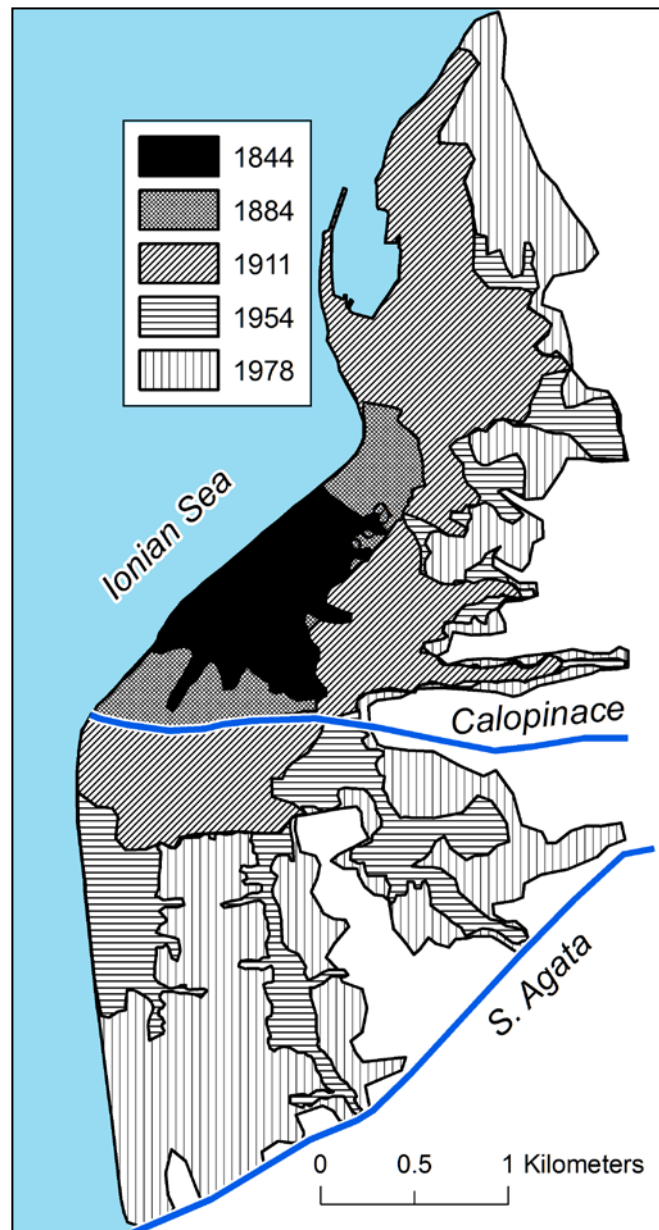 1844
1884
1911
1954
1978
Ionian Sea
Calopinace
S. Agata
0 0.5 1 Kilometers